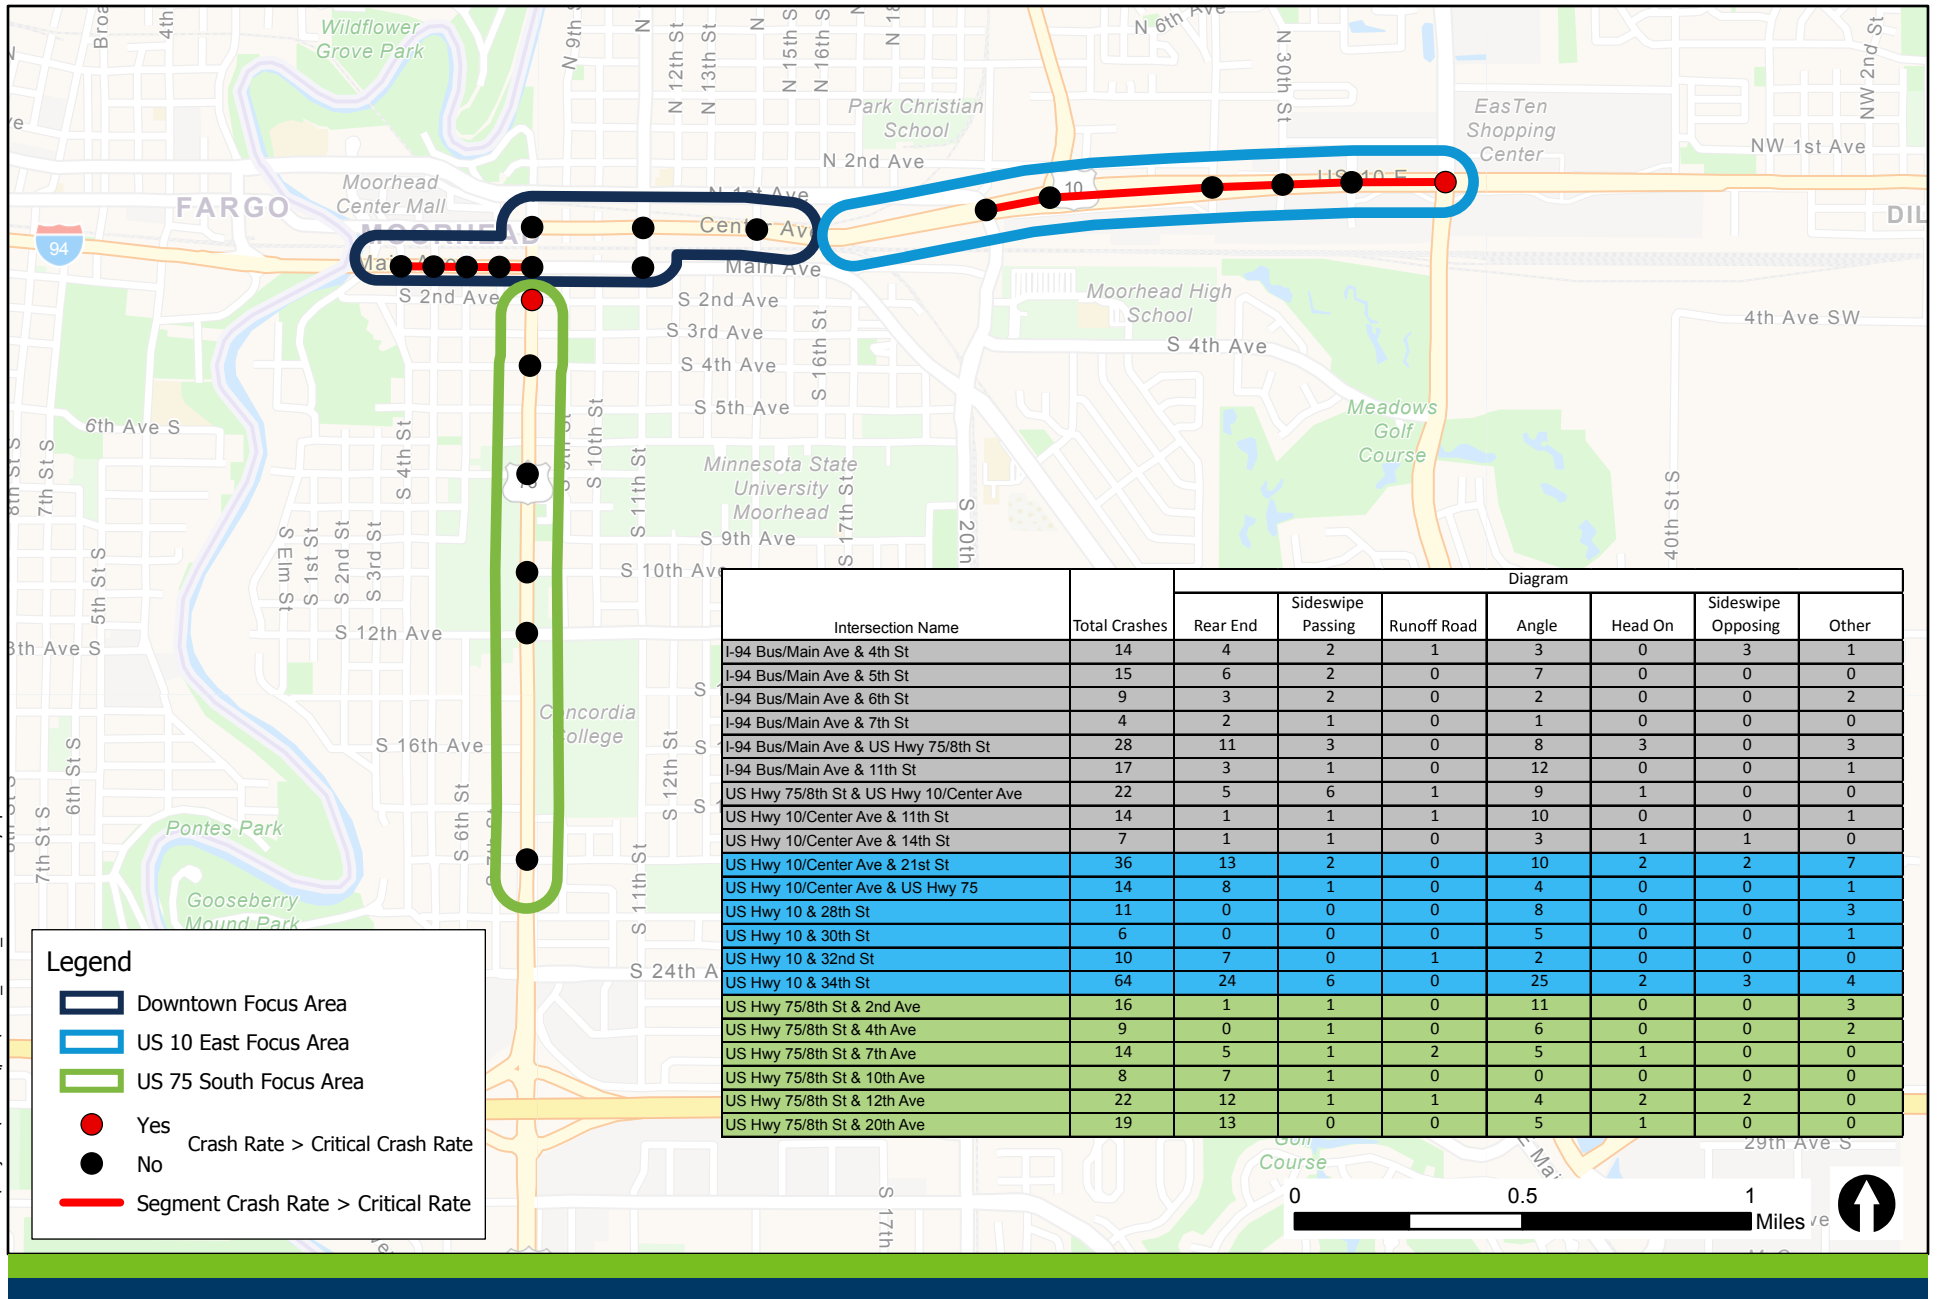 Broa
4th
Wildflower
Grove Park
N 9th S
N
N 12th St
N 13th St
N
N 15th S
N 16th S
N 18
N 6th Ave
N 30th St
NW 2nd St
Park Christian
School
EasTen
Shopping
Center
NW 1st Ave
N 2nd Ave
Moorhead
Center Mall
FARGO
N 1st Ave
10
US 10 E
MOORHEAD
Center Ave
DIL
94
Main Ave
Main Ave
S 2nd Ave
S 2nd Ave
Moorhead High
School
S 3rd Ave
S 16th St
4th Ave SW
S 4th Ave
S 4th Ave
S 5th Ave
Meadows
Golf
Course
6th Ave S
8th St S
7th St S
S 4th St
S 9th St
S 10th St
S 11th St
Minnesota State
University
Moorhead
S 17th St
S 20th
40th St S
S 9th Ave
S Elm St
S 1st St
S 2nd St
S 3rd St
5th St S
S 10th Ave
S 12th Ave
8th Ave S
Concordia
College
S 16th Ave
S 12th St
6th St S
7th St S
S 6th St
Pontes Park
S 11th St
Gooseberry
Mound Park
S 24th A
Diagram
Intersection Name Total Crashes Rear End Sideswipe Passing Runoff Road Angle Head On Sideswipe Opposing Other
I-94 Bus/Main Ave & 4th St 14 4 2 1 3 0 3 1
I-94 Bus/Main Ave & 5th St 15 6 2 0 7 0 0 0
I-94 Bus/Main Ave & 6th St 9 3 2 0 2 0 0 2
I-94 Bus/Main Ave & 7th St 4 2 1 0 1 0 0 0
I-94 Bus/Main Ave & US Hwy 75/8th St 28 11 3 0 8 3 0 3
I-94 Bus/Main Ave & 11th St 17 3 1 0 12 0 0 1
US Hwy 75/8th St & US Hwy 10/Center Ave 22 5 6 1 9 1 0 0
US Hwy 10/Center Ave & 11th St 14 1 1 1 10 0 0 1
US Hwy 10/Center Ave & 14th St 7 1 1 0 3 1 1 0
US Hwy 10/Center Ave & 21st St 36 13 2 0 10 2 2 7
US Hwy 10/Center Ave & US Hwy 75 14 8 1 0 4 0 0 1
US Hwy 10 & 28th St 11 0 0 0 8 0 0 3
US Hwy 10 & 30th St 6 0 0 0 5 0 0 1
US Hwy 10 & 32nd St 10 7 0 1 2 0 0 0
US Hwy 10 & 34th St 64 24 6 0 25 2 3 4
US Hwy 75/8th St & 2nd Ave 16 1 1 0 11 0 0 3
US Hwy 75/8th St & 4th Ave 9 0 1 0 6 0 0 2
US Hwy 75/8th St & 7th Ave 14 5 1 2 5 1 0 0
US Hwy 75/8th St & 10th Ave 8 7 1 0 0 0 0 0
US Hwy 75/8th St & 12th Ave 22 12 1 1 4 2 2 0
US Hwy 75/8th St & 20th Ave 19 13 0 0 5 1 0 0
Legend
Downtown Focus Area
US 10 East Focus Area
US 75 South Focus Area
Yes
Crash Rate > Critical Crash Rate
No
Segment Crash Rate > Critical Rate
S 17th
Golf
Course
E Mai
29th Ave S
0 0.5 1
Miles